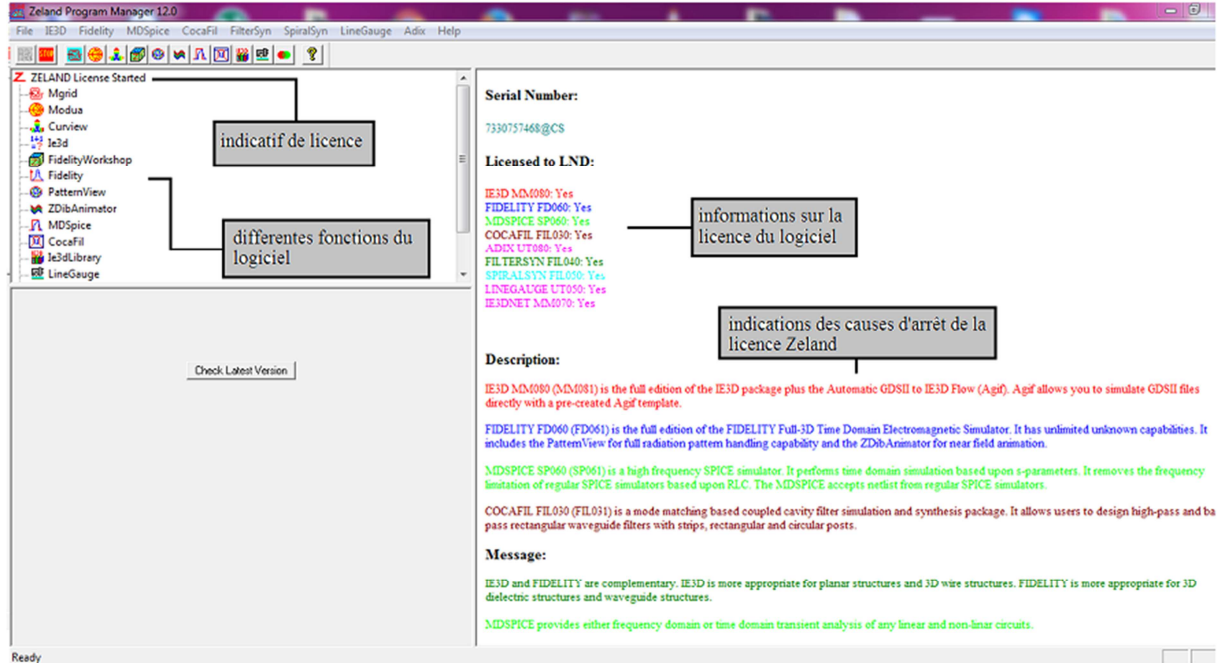 Zeland Program Manager 12.0
File IE3D Fidelity MDSpice CocaFil FilterSyn SpiralSyn LineGauge Adix Help
STOP
ZELAND License Started
Mgrid
Modua
Curview
Ie3d
FidelityWorkshop
Fidelity
PatternView
ZDibAnimator
MDSpice
CocaFil
Ie3dLibrary
LineGauge
indicatif de licence
differentes fonctions du
logiciel
Check Latest Version
Serial Number:
7330757468@CS
Licensed to LND:
IE3D MM080: Yes
FIDELITY FD060: Yes
MDSPICE SP060: Yes
COCAFIL FIL030: Yes
ADIX UT080: Yes
FILTERSYN FIL040: Yes
SPIRALSYN FIL050: Yes
LINEGAUGE UT050: Yes
IE3DNET MM070: Yes
informations sur la
licence du logiciel
indications des causes d'arrêt de la
licence Zeland
Description:
IE3D MM080 (MM081) is the full edition of the IE3D package plus the Automatic GDSII to IE3D Flow (Agif). Agif allows you to simulate GDSII files
directly with a pre-created Agif template.
FIDELITY FD060 (FD061) is the full edition of the FIDELITY Full-3D Time Domain Electromagnetic Simulator. It has unlimited unknown capabilities. It
includes the PatternView for full radiation pattern handling capability and the ZDibAnimator for near field animation.
MDSPICE SP060 (SP061) is a high frequency SPICE simulator. It performs time domain simulation based upon s-parameters. It removes the frequency
limitation of regular SPICE simulators based upon RLC. The MDSPICE accepts netlist from regular SPICE simulators.
COCAFIL FIL030 (FIL031) is a mode matching based coupled cavity filter simulation and synthesis package. It allows users to design high-pass and ba
pass rectangular waveguide filters with strips, rectangular and circular posts.
Message:
IE3D and FIDELITY are complementary. IE3D is more appropriate for planar structures and 3D wire structures. FIDELITY is more appropriate for 3D
dielectric structures and waveguide structures.
MDSPICE provides either frequency domain or time domain transient analysis of any linear and non-linar circuits.
Ready